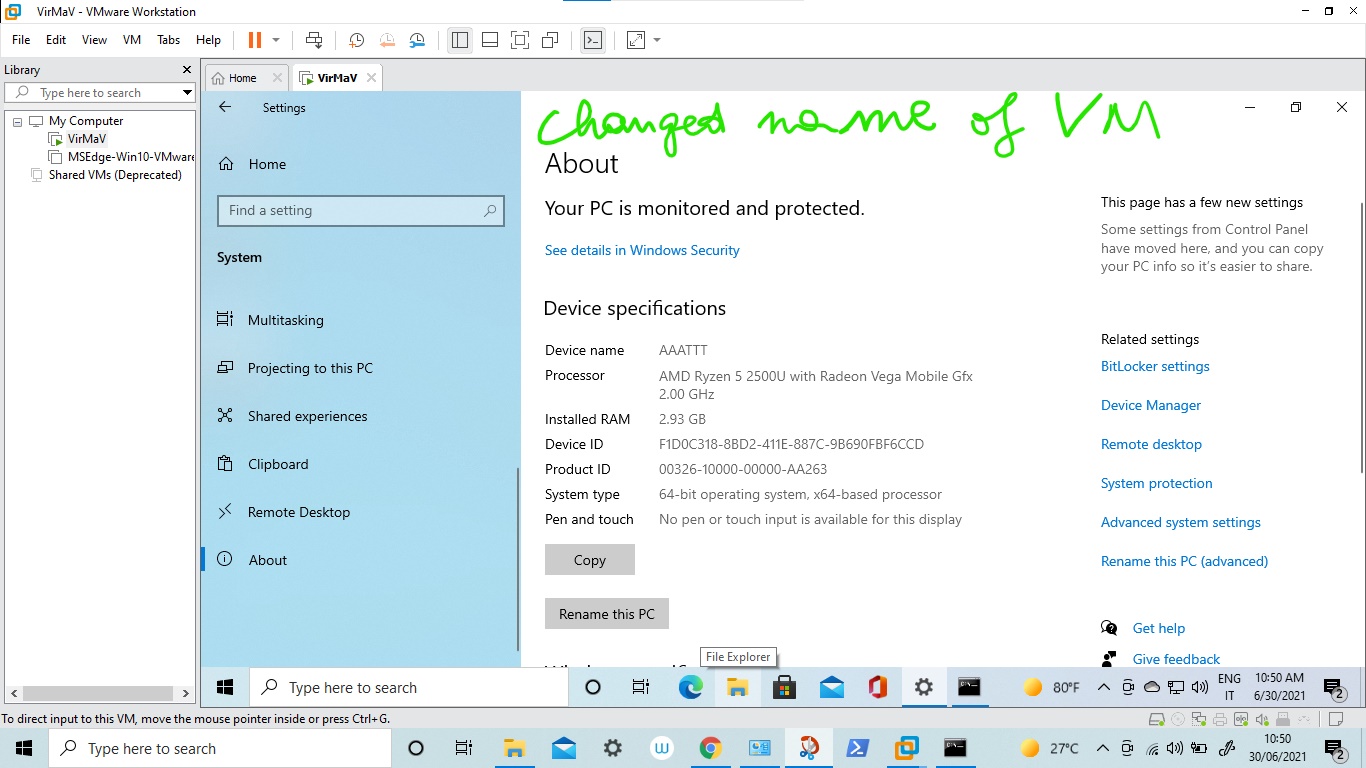 VirMaV - VMware Workstation
File Edit View VM Tabs Help
Library
Type here to search
My Computer
VirMaV
MSEdge-Win10-VMware
Shared VMs (Deprecated)
Home
VirMaV
Settings
Home
Find a setting
System
Multitasking
Projecting to this PC
Shared experiences
Clipboard
Remote Desktop
About
changed name of VM
About
Your PC is monitored and protected.
See details in Windows Security
Device specifications
Device name AAATTT
Processor AMD Ryzen 5 2500U with Radeon Vega Mobile Gfx
2.00 GHz
Installed RAM 2.93 GB
Device ID F1D0C318-8BD2-411E-887C-9B690FBF6CCD
Product ID 00326-10000-00000-AA263
System type 64-bit operating system, x64-based processor
Pen and touch No pen or touch input is available for this display
Copy
Rename this PC
File Explorer
This page has a few new settings
Some settings from Control Panel
have moved here, and you can copy
your PC info so it's easier to share.
Related settings
BitLocker settings
Device Manager
Remote desktop
System protection
Advanced system settings
Rename this PC (advanced)
Get help
Give feedback
Type here to search
80°F
ENG
IT
10:50 AM
6/30/2021
2
To direct input to this VM, move the mouse pointer inside or press Ctrl+G.
Type here to search
27°C
10:50
30/06/2021
2